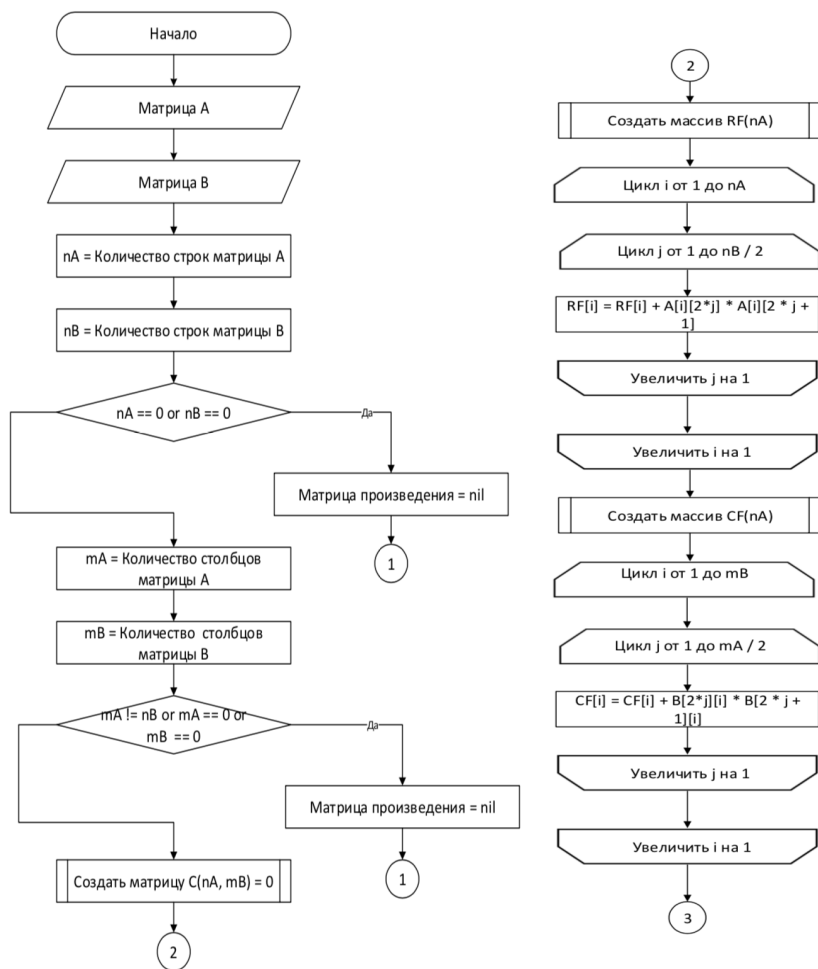 Начало
Матрица A
Матрица B
nA = Количество строк матрицы A
nB = Количество строк матрицы B
nA == 0 or nB == 0
Да
Матрица произведения = nil
1
mA = Количество столбцов
матрицы A
mB = Количество столбцов
матрицы B
mA != nB or mA == 0 or
mB == 0
Да
Матрица произведения = nil
1
Создать матрицу C(nA, mB) = 0
2
2
Создать массив RF(nA)
Цикл i от 1 до nA
Цикл j от 1 до nB / 2
RF[i] = RF[i] + A[i][2*j] * A[i][2 * j +
1]
Увеличить j на 1
Увеличить i на 1
Создать массив CF(nA)
Цикл i от 1 до mB
Цикл j от 1 до mA / 2
CF[i] = CF[i] + B[2*j][i] * B[2 * j +
1][i]
Увеличить j на 1
Увеличить i на 1
3